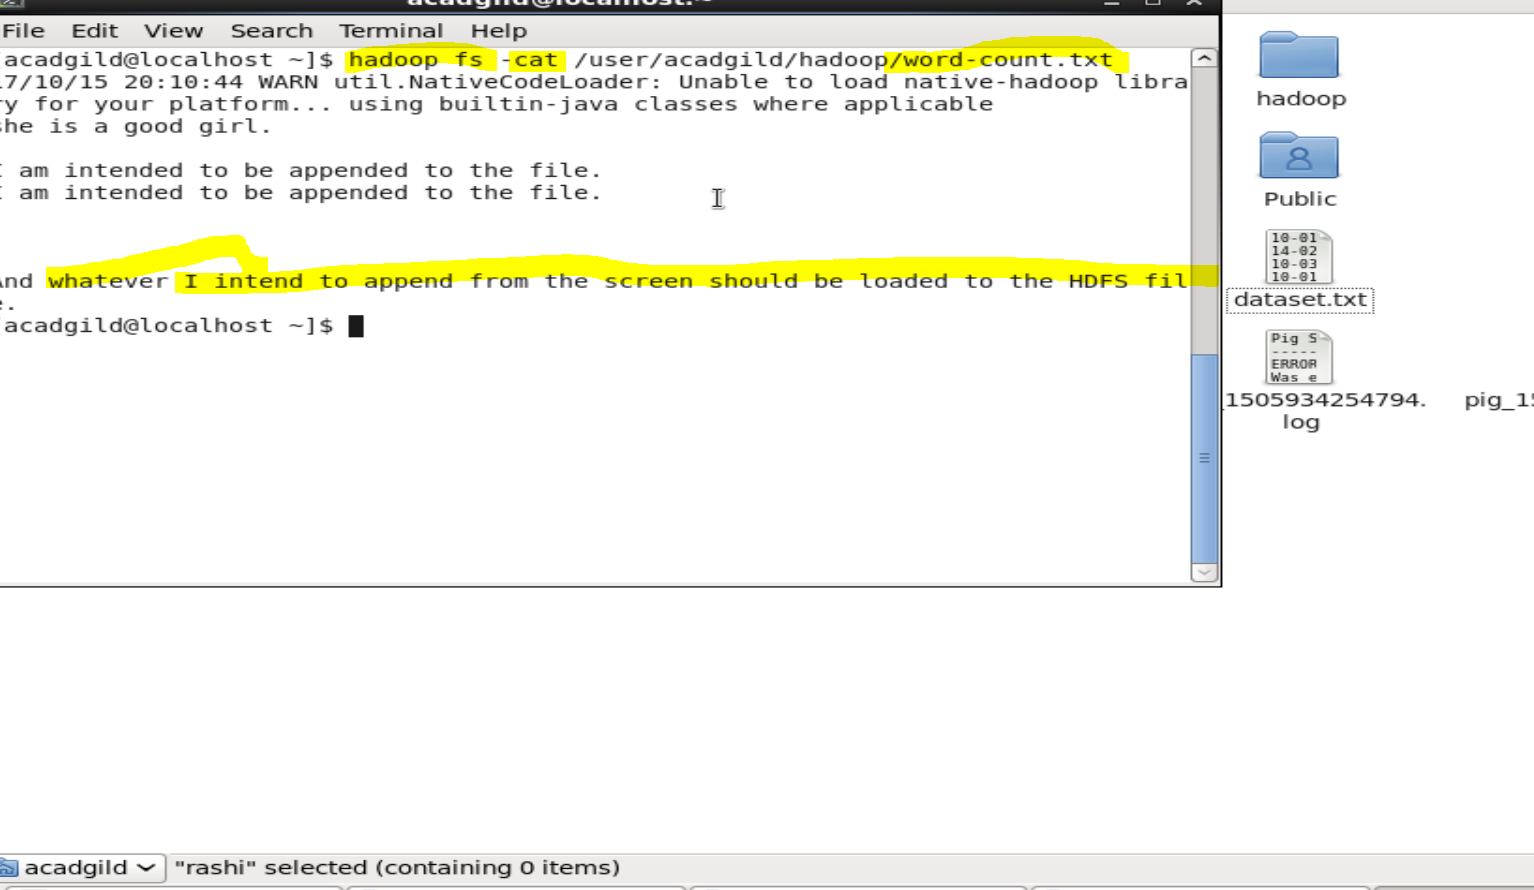 acadgild@localhost:~
File Edit View Search Terminal Help
acadgild@localhost ~]$ hadoop fs -cat /user/acadgild/hadoop/word-count.txt
17/10/15 20:10:44 WARN util.NativeCodeLoader: Unable to load native-hadoop libra
ry for your platform... using builtin-java classes where applicable
she is a good girl.
I am intended to be appended to the file.
I am intended to be appended to the file.
And whatever I intend to append from the screen should be loaded to the HDFS fil
e.
acadgild@localhost ~]$
hadoop
Public
10-01
14-02
10-03
10-01
dataset.txt
Pig S
-----
ERROR
Was e
_1505934254794.
log
pig_15
acadgild
"rashi" selected (containing 0 items)